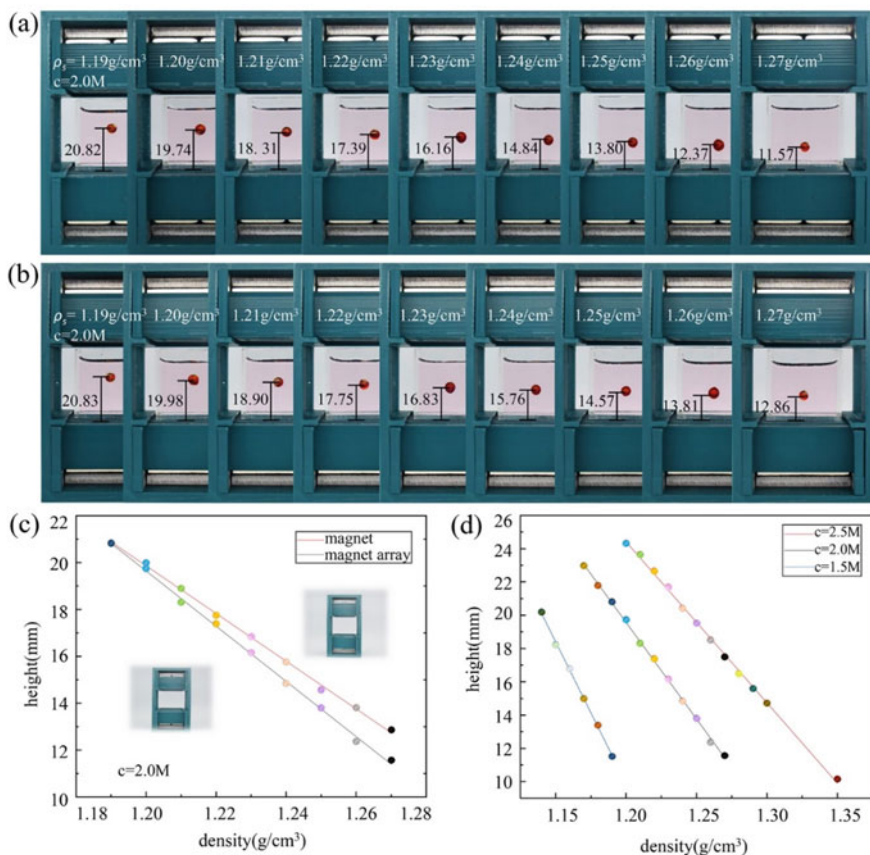 (a)
ρs= 1.19g/cm³ 1.20g/cm³ 1.21g/cm³ 1.22g/cm³ 1.23g/cm³ 1.24g/cm³ 1.25g/cm³ 1.26g/cm³ 1.27g/cm³
c=2.0M
20.82 19.74 18. 31 17.39 16.16 14.84 13.80 12.37 11.57
(b)
ρs= 1.19g/cm³ 1.20g/cm³ 1.21g/cm³ 1.22g/cm³ 1.23g/cm³ 1.24g/cm³ 1.25g/cm³ 1.26g/cm³ 1.27g/cm³
c=2.0M
20.83 19.98 18.90 17.75 16.83 15.76 14.57 13.81 12.86
(c)
22
20
18
16
14
12
10
height(mm)
magnet
magnet array
c=2.0M
1.18 1.20 1.22 1.24 1.26 1.28
density(g/cm³)
(d)
26
24
22
20
18
16
14
12
10
height(mm)
c=2.5M
c=2.0M
c=1.5M
1.15 1.20 1.25 1.30 1.35
density(g/cm³)